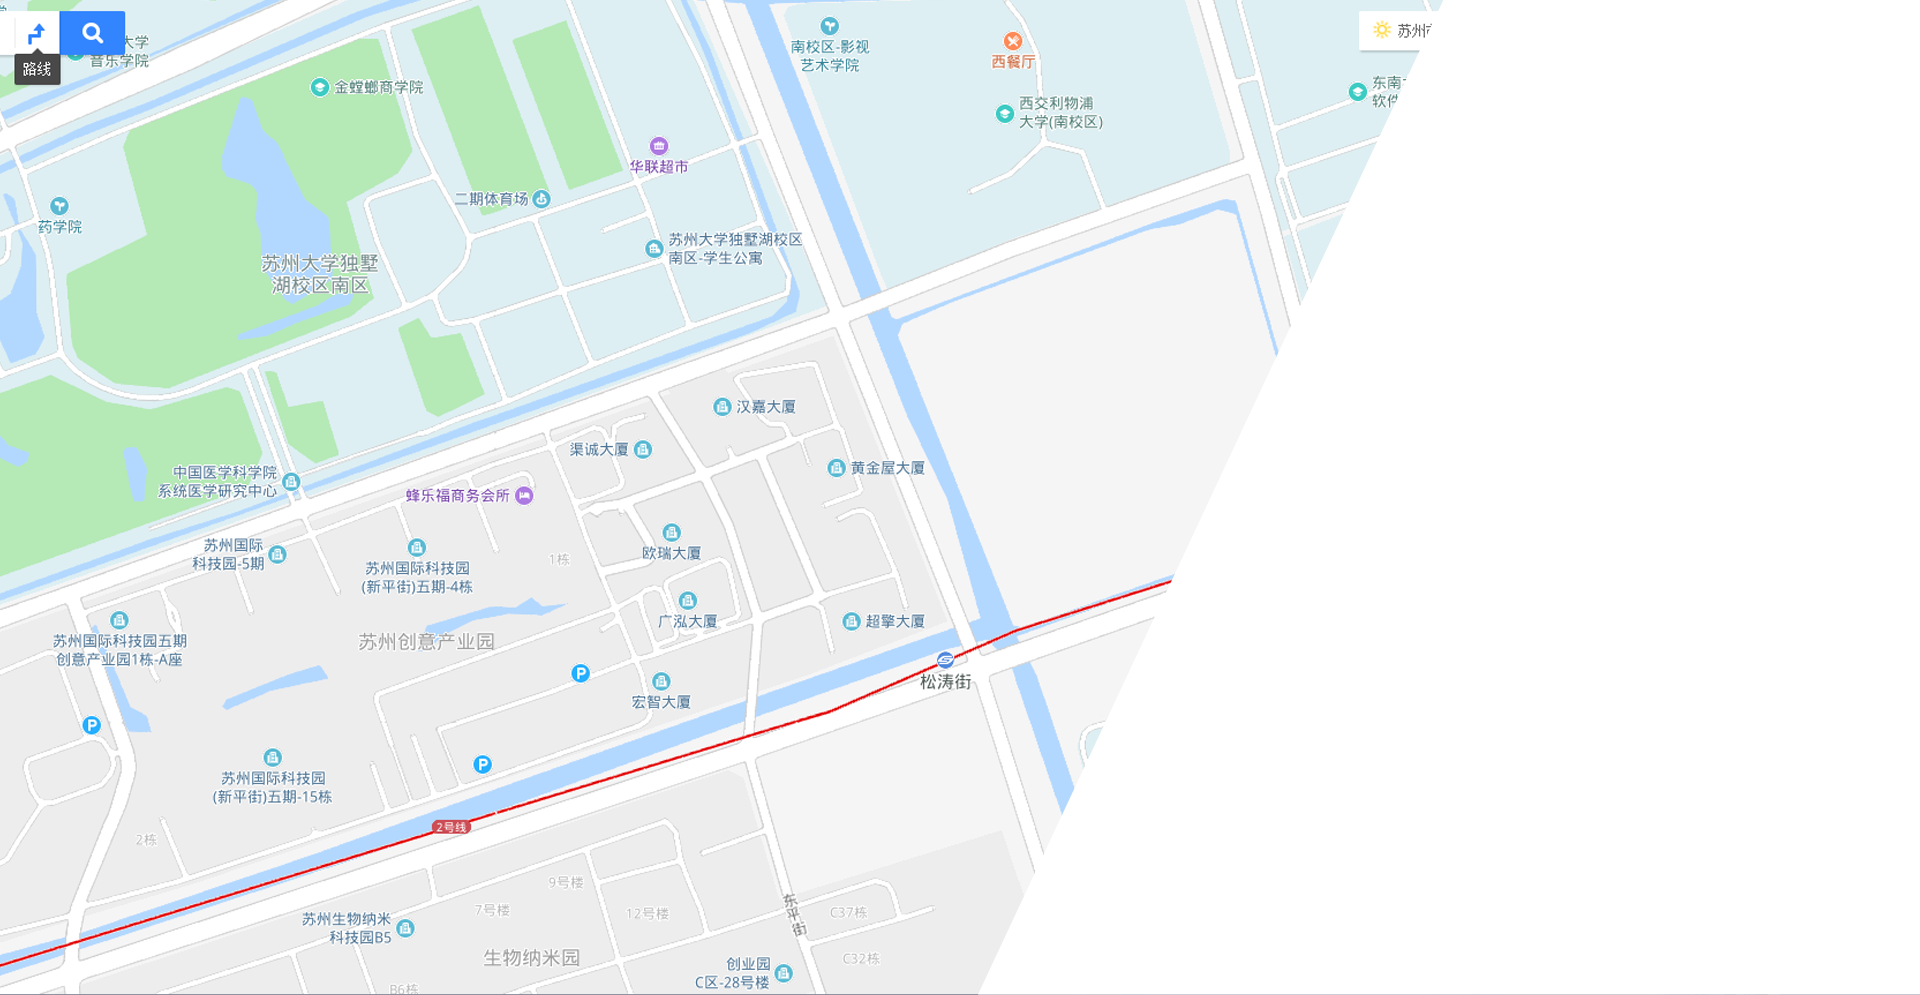 大学
音乐学院
路线
金螳螂商学院
南校区-影视
艺术学院
西餐厅
西交利物浦
大学(南校区)
苏州
东南
软件
华联超市
二期体育场
药学院
苏州大学独墅湖校区
南区-学生公寓
苏州大学独墅
湖校区南区
汉嘉大厦
渠诚大厦
黄金屋大厦
中国医学科学院
系统医学研究中心
蜂乐福商务会所
欧瑞大厦
苏州国际
科技园-5期
1栋
苏州国际科技园
(新平街)五期-4栋
广泓大厦
超擎大厦
苏州国际科技园五期
创意产业园1栋-A座
苏州创意产业园
P
宏智大厦
松涛街
P
P
苏州国际科技园
(新平街)五期-15栋
2号线
2栋
9号楼
7号楼
12号楼
东平街
C37栋
苏州生物纳米
科技园B5
生物纳米园
创业园
C区-28号楼
C32栋
B6栋